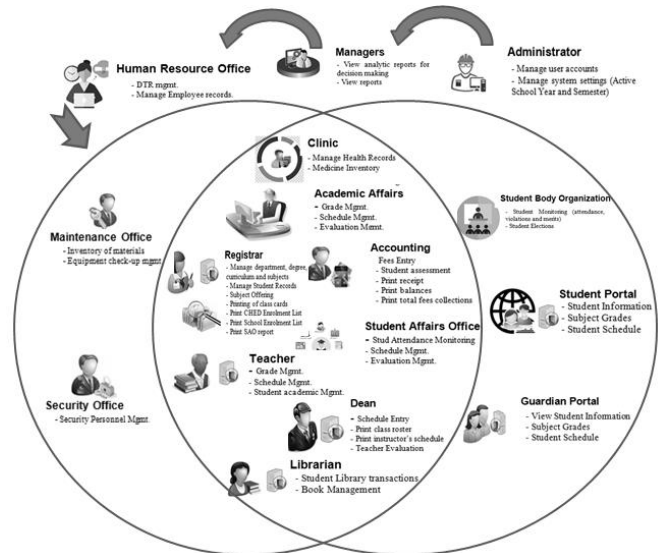 Human Resource Office
- DTR mgmt.
- Manage Employee records.
Managers
- View analytic reports for
decision making
- View reports
Administrator
- Manage user accounts
- Manage system settings (Active
School Year and Semester)
Clinic
- Manage Health Records
- Medicine Inventory
Academic Affairs
- Grade Mgmt.
- Schedule Mgmt.
- Evaluation Mgmt.
Maintenance Office
- Inventory of materials
- Equipment check-up mgmt.
Registrar
- Manage department, degree,
curriculum and subjects
- Manage Student Records
- Subject Offering
- Printing of class cards
- Print CHED Enrolment List
- Print School Enrolment List
- Print SAO report
Accounting
Fees Entry
- Student assessment
- Print receipt
- Print balances
- Print total fees collections
Student Body Organization
- Student Monitoring (attendance,
violations and merits)
- Student Elections
Student Portal
- Student Information
- Subject Grades
- Student Schedule
Student Affairs Office
- Stud Attendance Monitoring
- Schedule Mgmt.
- Evaluation Mgmt.
Teacher
- Grade Mgmt.
- Schedule Mgmt.
- Student academic Mgmt.
Security Office
- Security Personnel Mgmt.
Dean
- Schedule Entry
- Print class roster
- Print instructor's schedule
- Teacher Evaluation
Guardian Portal
- View Student Information
- Subject Grades
- Student Schedule
Librarian
- Student Library transactions
- Book Management